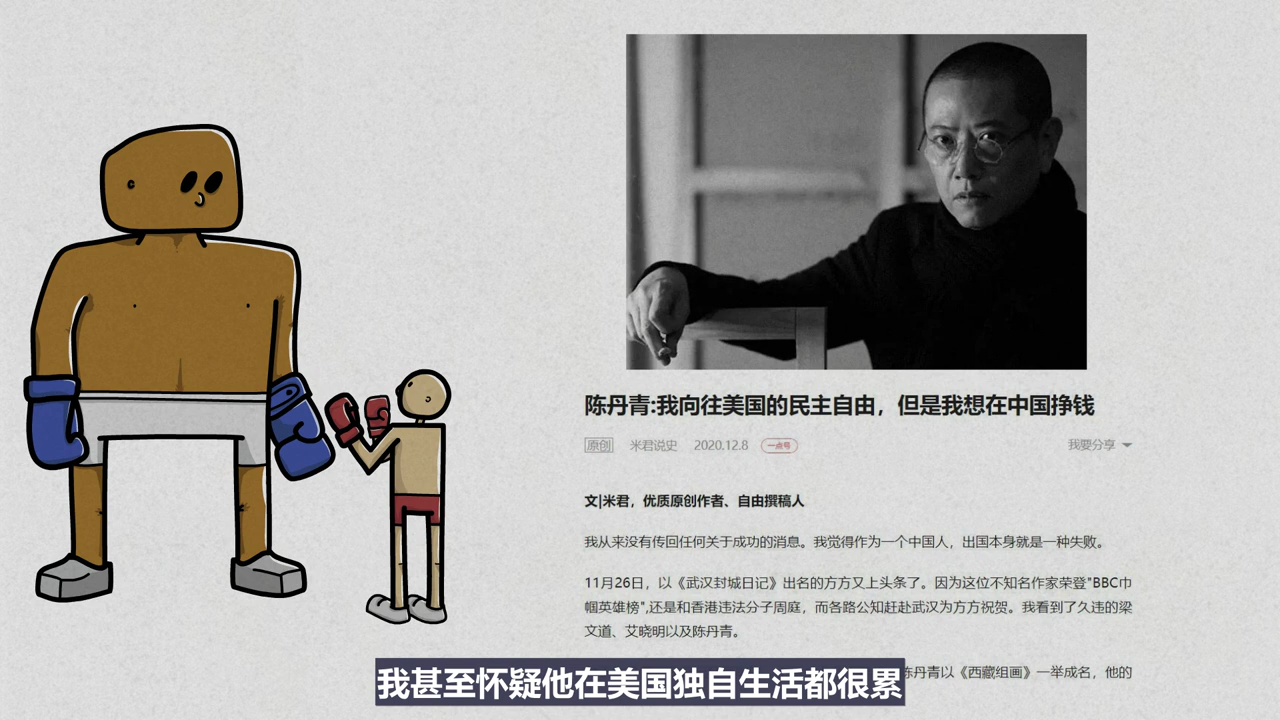 陈丹青:我向往美国的民主自由，但是我想在中国挣钱
原创 米君说史 2020.12.8 一点号 我要分享
文|米君，优质原创作者、自由撰稿人
我从来没有传回任何关于成功的消息。我觉得作为一个中国人，出国本身就是一种失败。
11月26日，以《武汉封城日记》出名的方方又上头条了。因为这位不知名作家荣登"BBC巾
帼英雄榜",还是和香港违法分子周庭，而各路公知赶赴武汉为方方祝贺。我看到了久违的梁
文道、艾晓明以及陈丹青。
陈丹青以《西藏组画》一举成名，他的
我甚至怀疑他在美国独自生活都很累